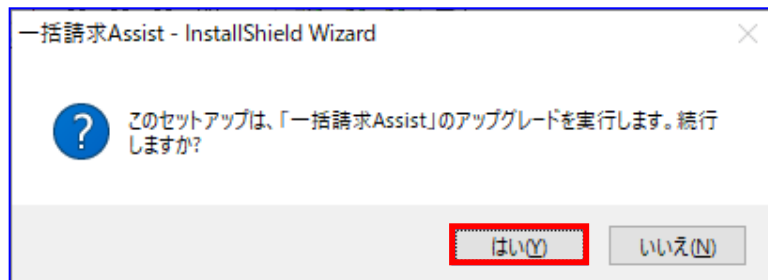 一括請求Assist - InstallShield Wizard
このセットアップは、「一括請求Assist」のアップグレードを実行します。続行
しますか?
はい(Y)
いいえ(N)